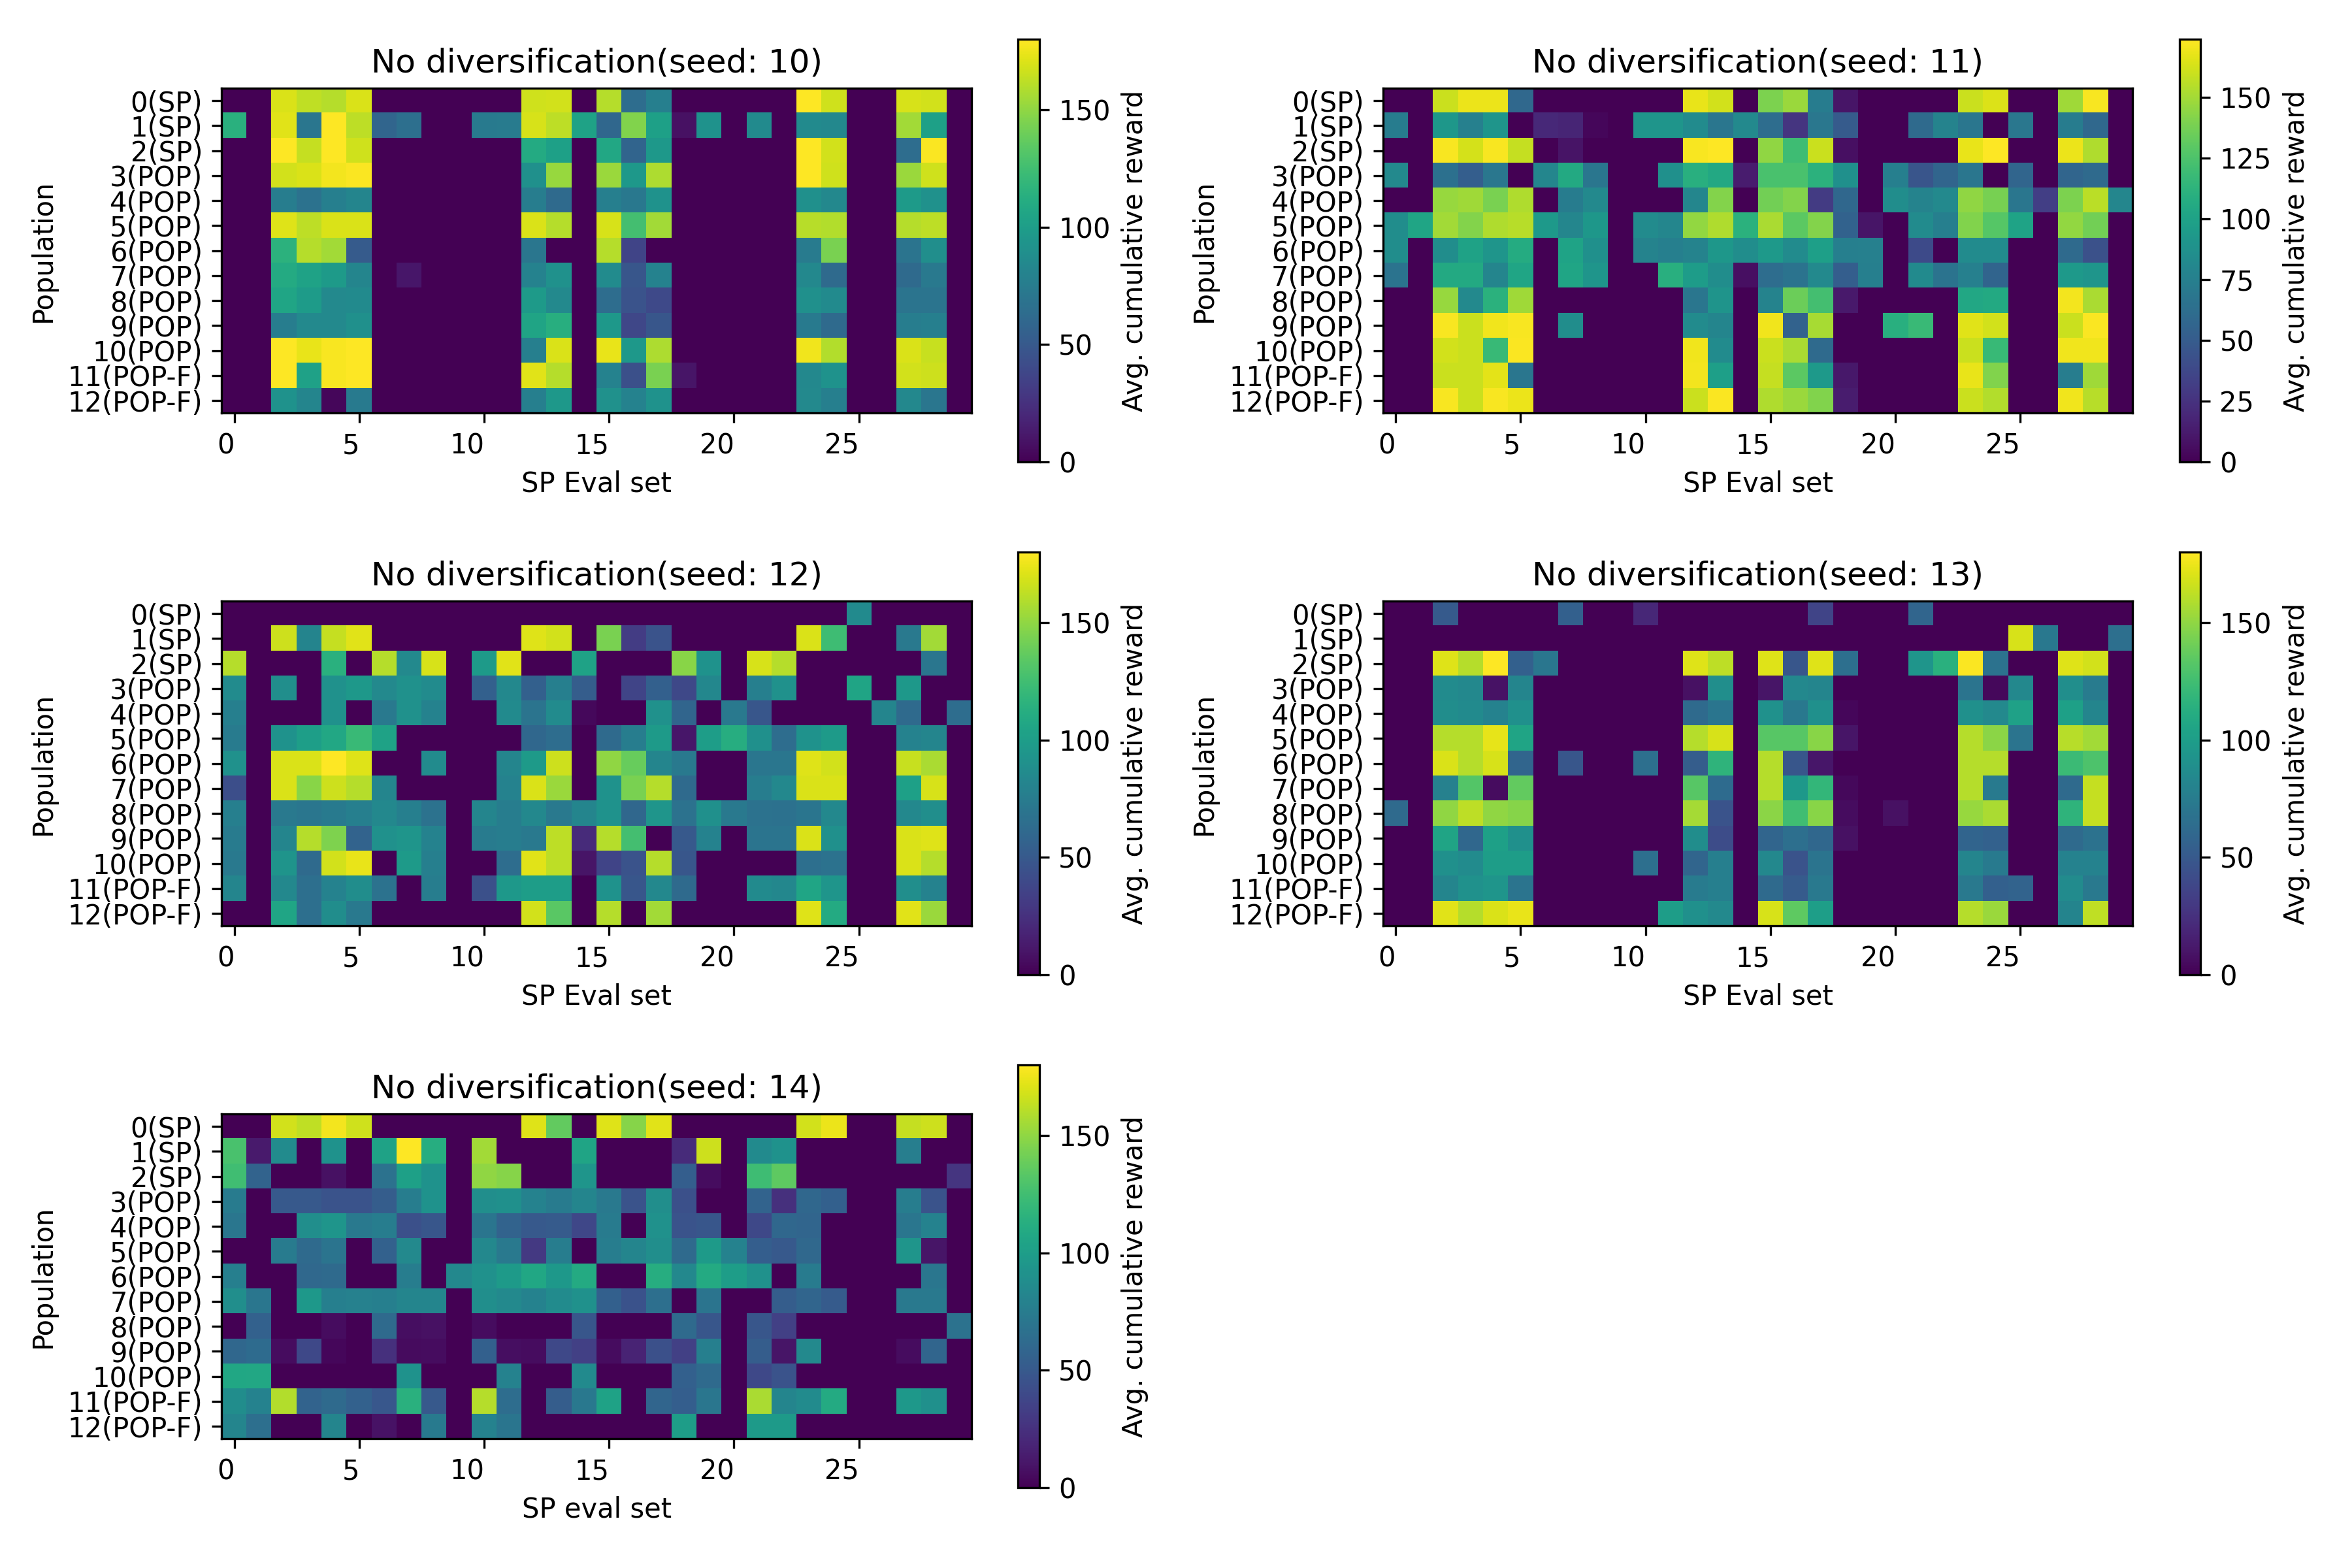 No diversification(seed: 10)
0(SP)
1(SP)
2(SP)
3(POP)
4(POP)
5(POP)
6(POP)
7(POP)
8(POP)
9(POP)
10(POP)
11(POP-F)
12(POP-F)
Population
0 5 10 15 20 25
SP Eval set
150
100
50
0
Avg. cumulative reward
No diversification(seed: 11)
0(SP)
1(SP)
2(SP)
3(POP)
4(POP)
5(POP)
6(POP)
7(POP)
8(POP)
9(POP)
10(POP)
11(POP-F)
12(POP-F)
Population
0 5 10 15 20 25
SP Eval set
150
125
100
75
50
25
0
Avg. cumulative reward
No diversification(seed: 12)
0(SP)
1(SP)
2(SP)
3(POP)
4(POP)
5(POP)
6(POP)
7(POP)
8(POP)
9(POP)
10(POP)
11(POP-F)
12(POP-F)
Population
0 5 10 15 20 25
SP Eval set
150
100
50
0
Avg. cumulative reward
No diversification(seed: 13)
0(SP)
1(SP)
2(SP)
3(POP)
4(POP)
5(POP)
6(POP)
7(POP)
8(POP)
9(POP)
10(POP)
11(POP-F)
12(POP-F)
Population
0 5 10 15 20 25
SP Eval set
150
100
50
0
Avg. cumulative reward
No diversification(seed: 14)
0(SP)
1(SP)
2(SP)
3(POP)
4(POP)
5(POP)
6(POP)
7(POP)
8(POP)
9(POP)
10(POP)
11(POP-F)
12(POP-F)
Population
0 5 10 15 20 25
SP eval set
150
100
50
0
Avg. cumulative reward